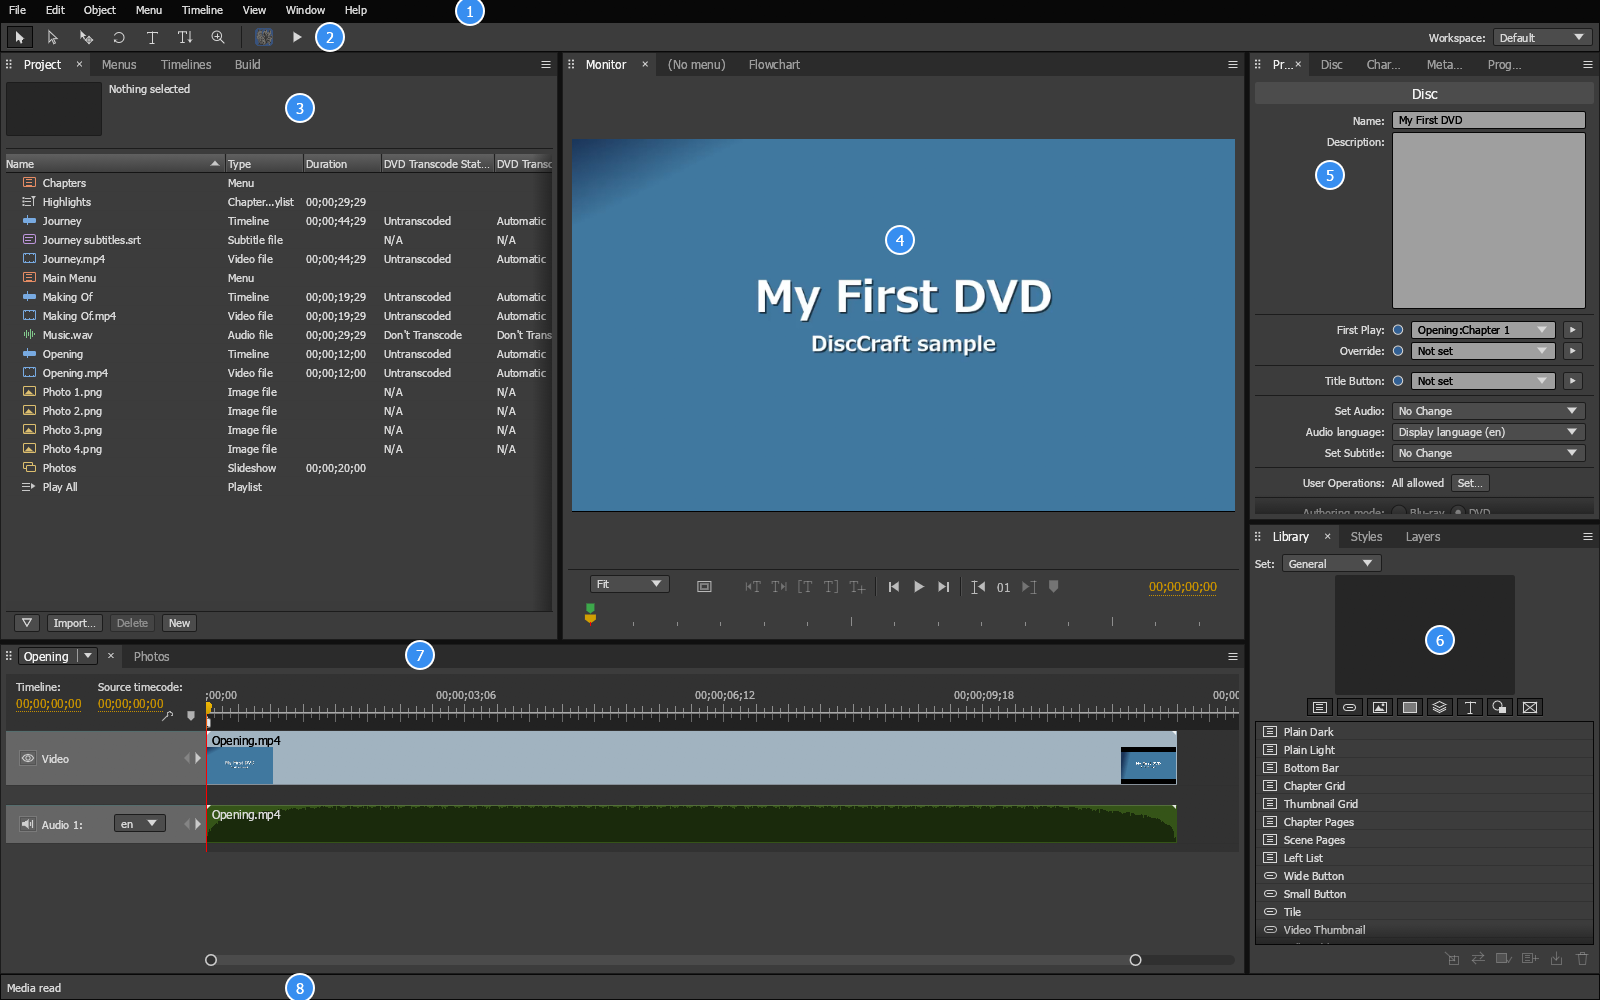 File Edit Object Menu Timeline View Window Help
1
2
Workspace: Default
Project × Menus Timelines Build
Nothing selected
3
Name Type Duration DVD Transcode Stat... DVD Transc
Chapters Menu
Highlights Chapter...ylist 00;00;29;29
Journey Timeline 00;00;44;29 Untranscoded Automatic
Journey subtitles.srt Subtitle file N/A N/A
Journey.mp4 Video file 00;00;44;29 Untranscoded Automatic
Main Menu Menu
Making Of Timeline 00;00;19;29 Untranscoded Automatic
Making Of.mp4 Video file 00;00;19;29 Untranscoded Automatic
Music.wav Audio file 00;00;29;29 Don't Transcode Don't Trans
Opening Timeline 00;00;12;00 Untranscoded Automatic
Opening.mp4 Video file 00;00;12;00 Untranscoded Automatic
Photo 1.png Image file N/A N/A
Photo 2.png Image file N/A N/A
Photo 3.png Image file N/A N/A
Photo 4.png Image file N/A N/A
Photos Slideshow 00;00;20;00
Play All Playlist
Import... Delete New
Monitor × (No menu) Flowchart
4
My First DVD
DiscCraft sample
Fit 01 00;00;00;00
Pr... × Disc Char... Meta... Prog...
Disc
Name: My First DVD
Description:
5
First Play: Opening:Chapter 1
Override: Not set
Title Button: Not set
Set Audio: No Change
Audio language: Display language (en)
Set Subtitle: No Change
User Operations: All allowed Set...
Authoring mode: Blu-ray DVD
Library × Styles Layers
Set: General
6
Plain Dark
Plain Light
Bottom Bar
Chapter Grid
Thumbnail Grid
Chapter Pages
Scene Pages
Left List
Wide Button
Small Button
Tile
Video Thumbnail
Opening × Photos
7
Timeline: Source timecode:
00;00;00;00 00;00;00;00
;00;00 00;00;03;06 00;00;06;12 00;00;09;18 00;00
Video
Opening.mp4
My First DVD
Audio 1: en
Opening.mp4
Media read
8